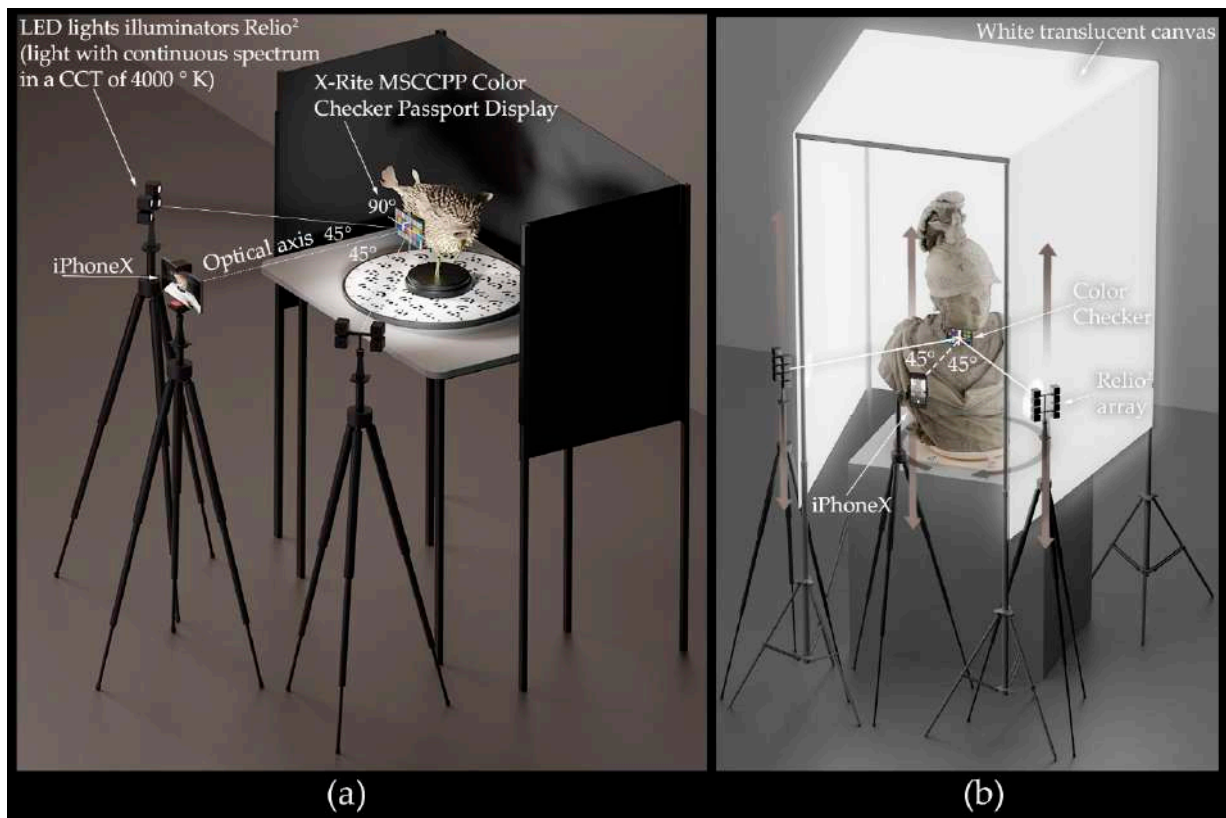 LED lights illuminators Relio²
(light with continuous spectrum
in a CCT of 4000 ° K)
X-Rite MSCCPP Color
Checker Passport Display
90°
45°
Optical axis
45°
iPhoneX
(a)
White translucent canvas
Color
Checker
45°
45°
Relio²
array
iPhoneX
(b)